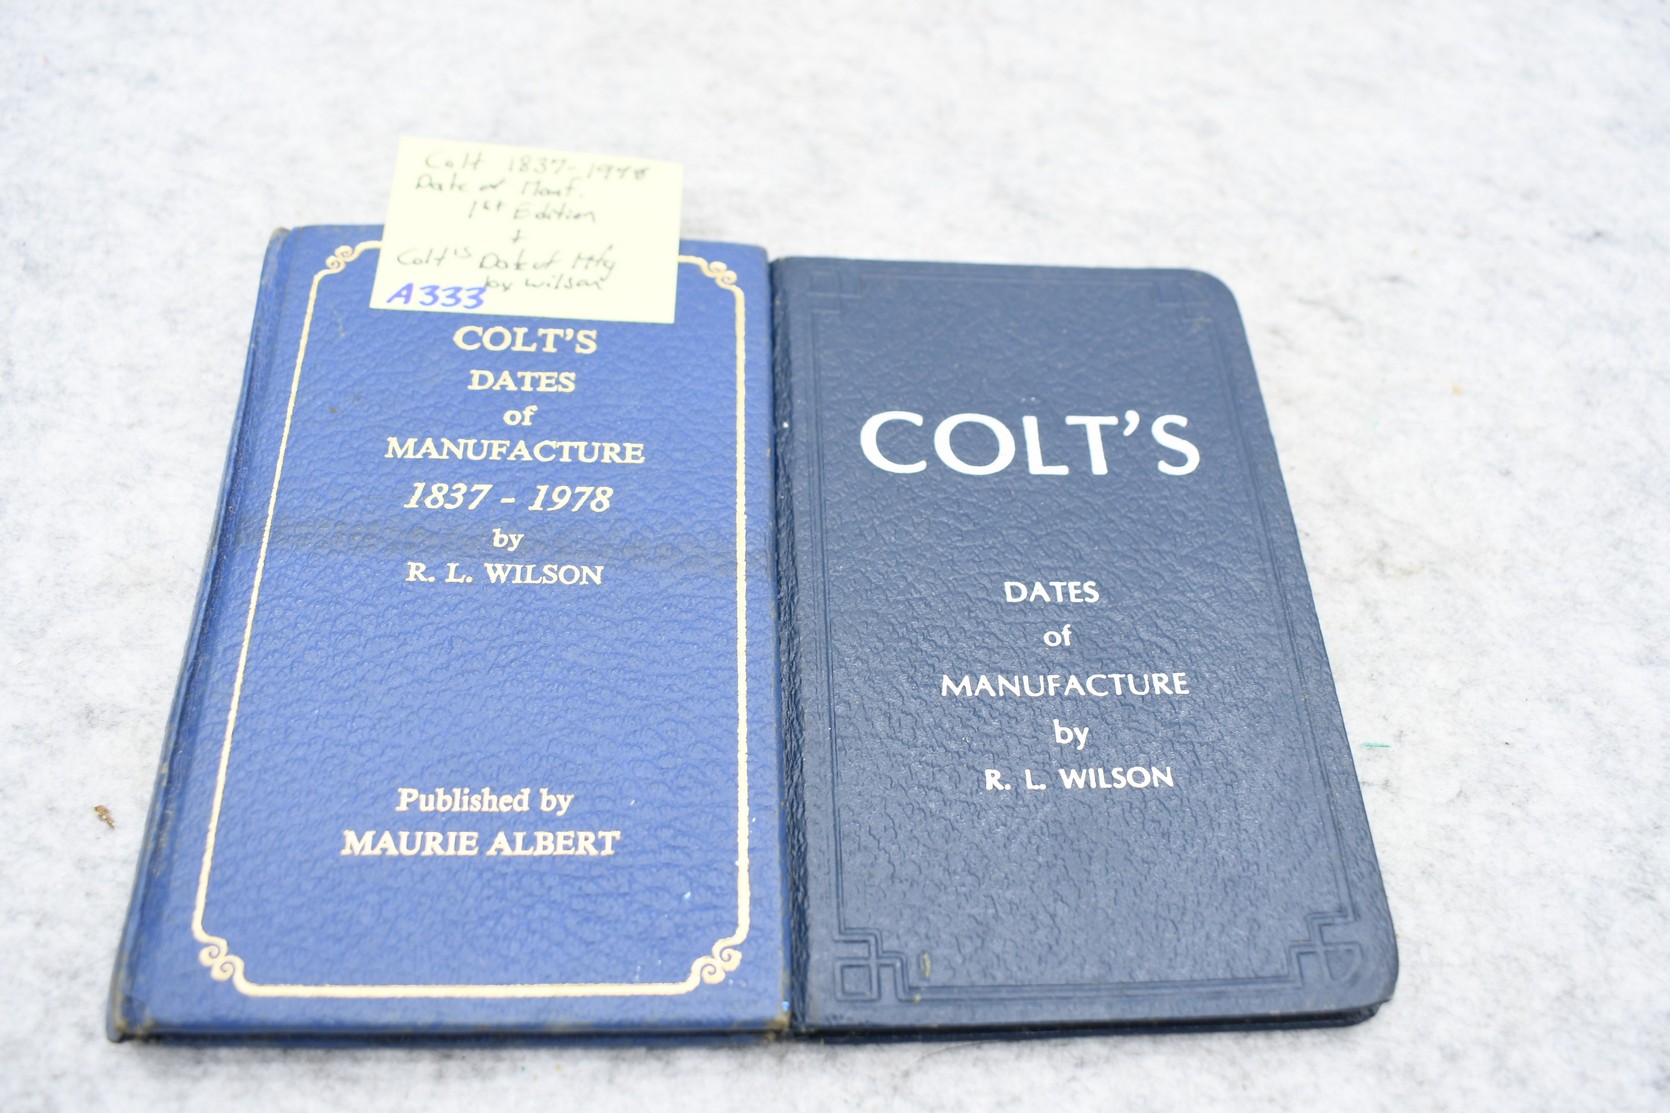 Colt 1837-1978
Date of Manf.
1st Edition
+
Colt's Date of Mfg
by Wilson
A333
COLT'S
DATES
of
MANUFACTURE
1837 - 1978
by
R. L. WILSON
Published by
MAURIE ALBERT
COLT'S
DATES
of
MANUFACTURE
by
R. L. WILSON